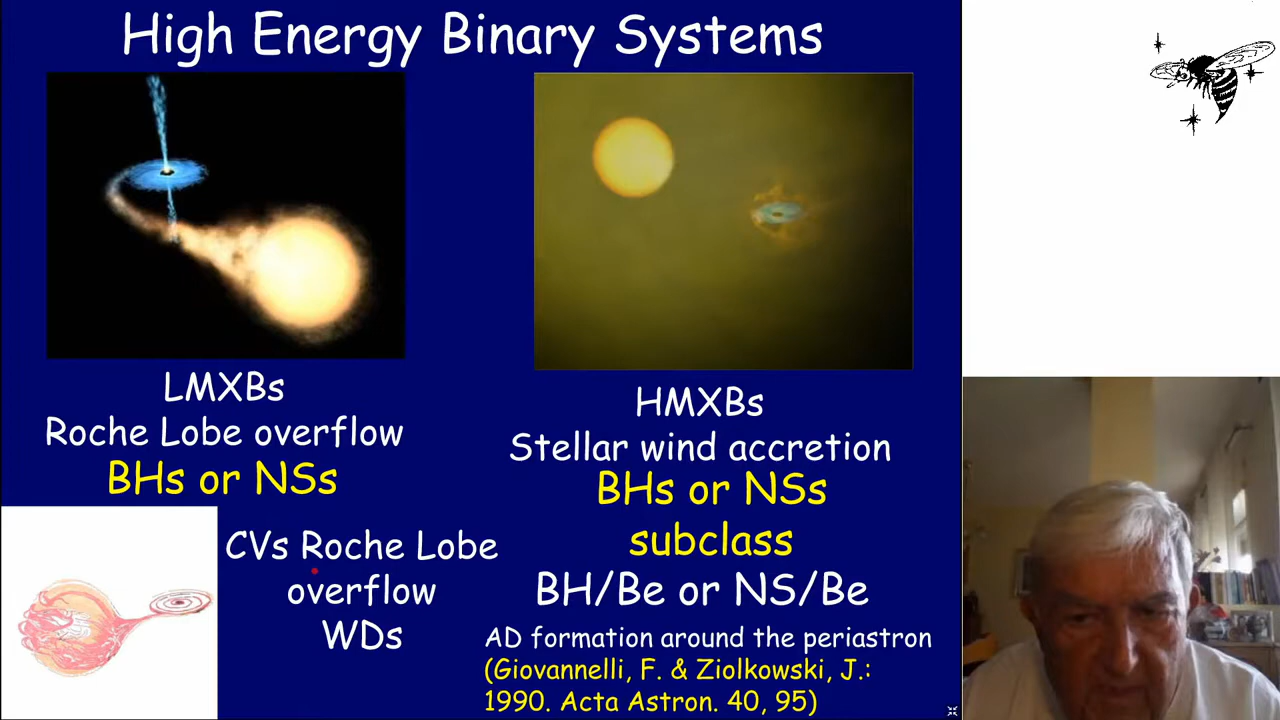 High Energy Binary Systems
LMXBs
Roche Lobe overflow
BHs or NSs
HMXBs
Stellar wind accretion
BHs or NSs
subclass
BH/Be or NS/Be
AD formation around the periastron
(Giovannelli, F. & Ziolkowski, J.:
1990. Acta Astron. 40, 95)
CVs Roche Lobe
overflow
WDs